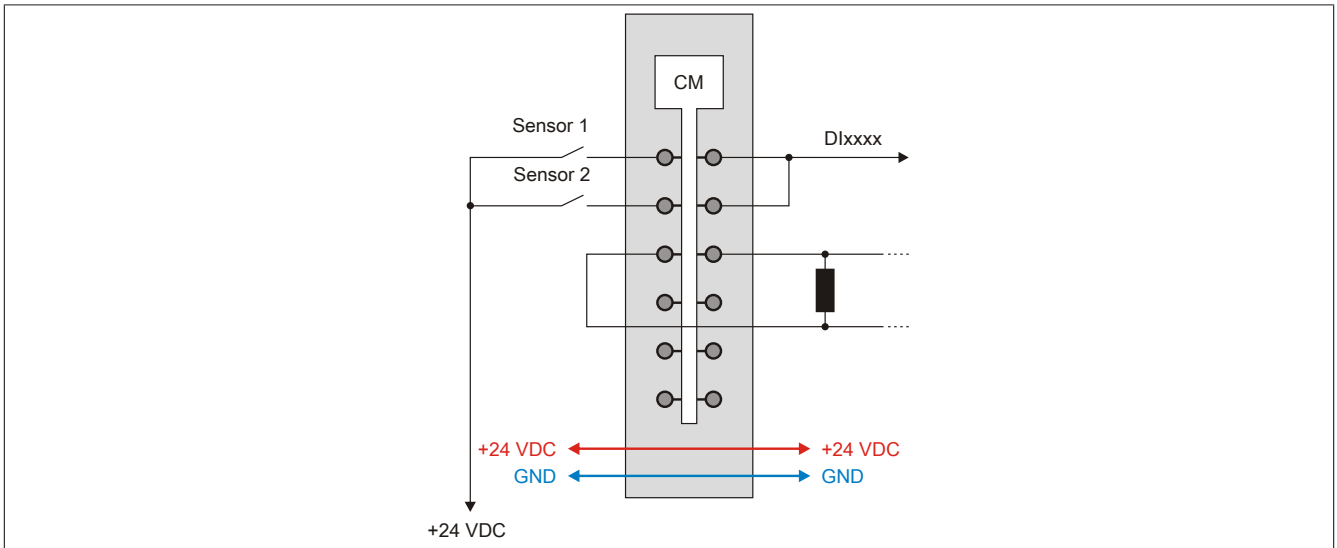 CM
Sensor 1
DIxxxx
Sensor 2
+24 VDC +24 VDC
GND GND
+24 VDC